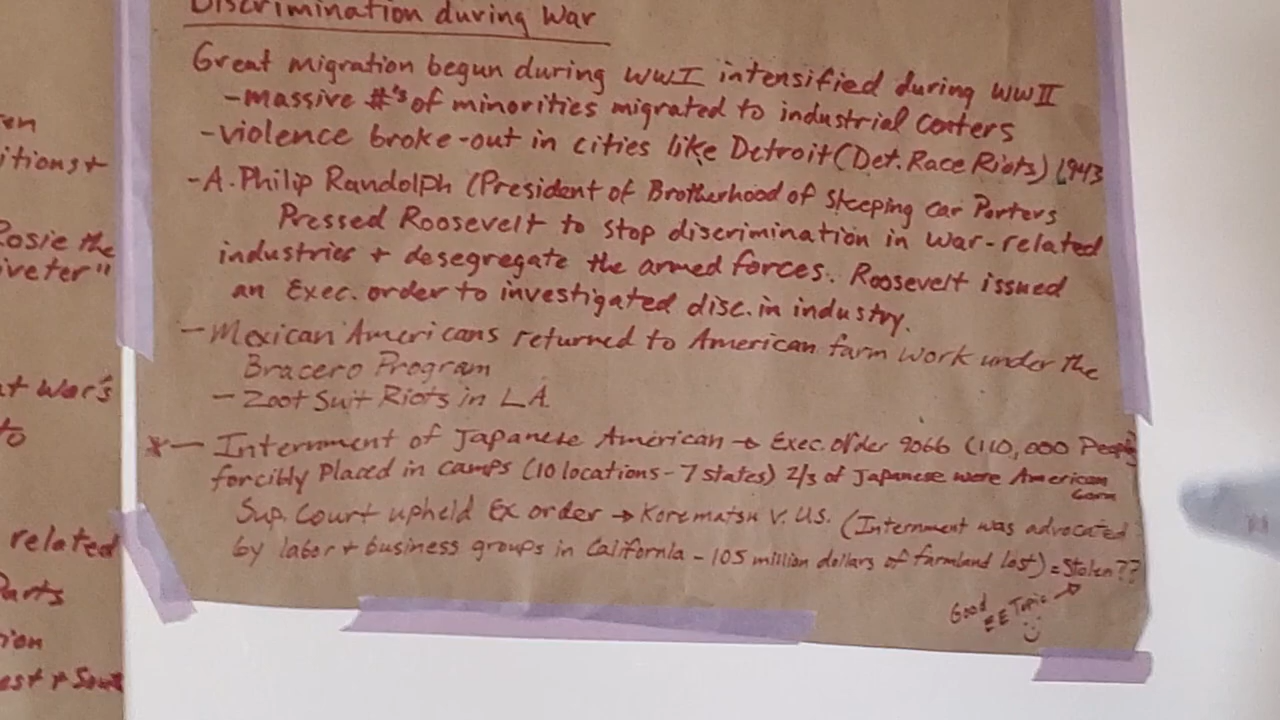 Discrimination during War
Great migration begun during WWI intensified during WWII
-massive #'s of minorities migrated to industrial centers
-violence broke-out in cities like Detroit (Det. Race Riots) 1943
-A. Philip Randolph (President of Brotherhood of Sleeping car Porters
Pressed Roosevelt to stop discrimination in war-related
industries + desegregate the armed forces. Roosevelt issued
an Exec. order to investigated disc. in industry.
- Mexican Americans returned to American farm work under the
Bracero Program
- Zoot Suit Riots in LA
*- Internment of Japanese American → Exec. order 9066 (110,000 People
forcibly Placed in camps (10 locations - 7 states) 2/3 of Japanese were American
born
Sup. Court upheld Ex order → Korematsu V. U.S. (Internment was advocated
by labor + business groups in California - 105 million dollars of farmland lost) = Stolen??
Good EE Topic →
en
itions +
Rosie the
iveter"
at War's
to
related
Parts
ion
est + South